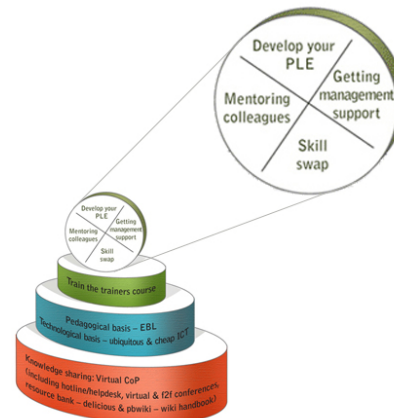 Develop your
PLE
Getting
management
support
Mentoring
colleagues
Skill
swap
Develop your
PLE
Getting
management
support
Mentoring
colleagues
Skill
swap
Train the trainers course
Pedagogical basis – EBL
Technological basis – ubiquitous & cheap ICT
Knowledge sharing: Virtual CoP
(including hotline/helpdesk, virtual & f2f conferences,
resource bank – delicious & pbwiki – wiki handbook)